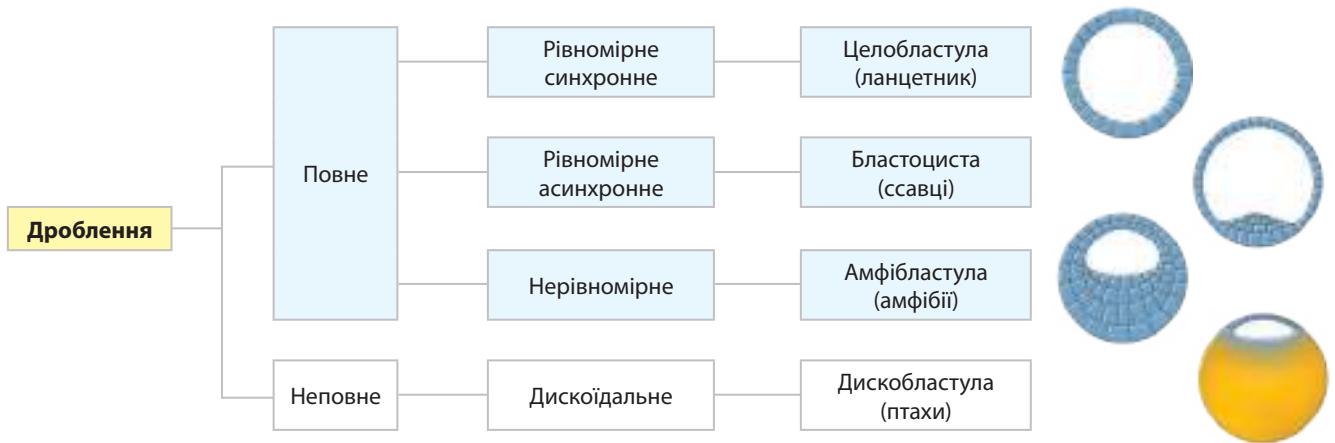 Дроблення
Повне
Рівномірне
синхронне
Целобластула
(ланцетник)
Рівномірне
асинхронне
Бластоциста
(ссавці)
Нерівномірне
Амфібластула
(амфібії)
Неповне
Дискоїдальне
Дискобластула
(птахи)